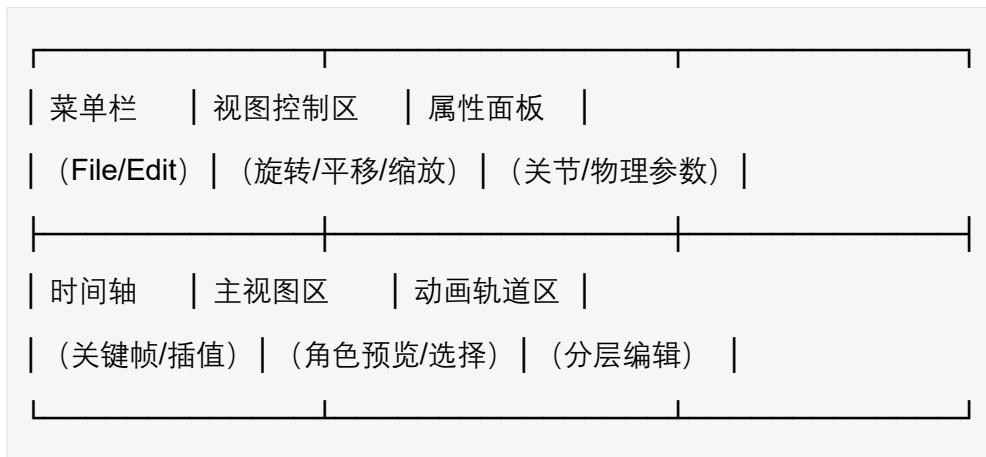 菜单栏 视图控制区 属性面板
（File/Edit） （旋转/平移/缩放） （关节/物理参数）
时间轴 主视图区 动画轨道区
（关键帧/插值） （角色预览/选择） （分层编辑）